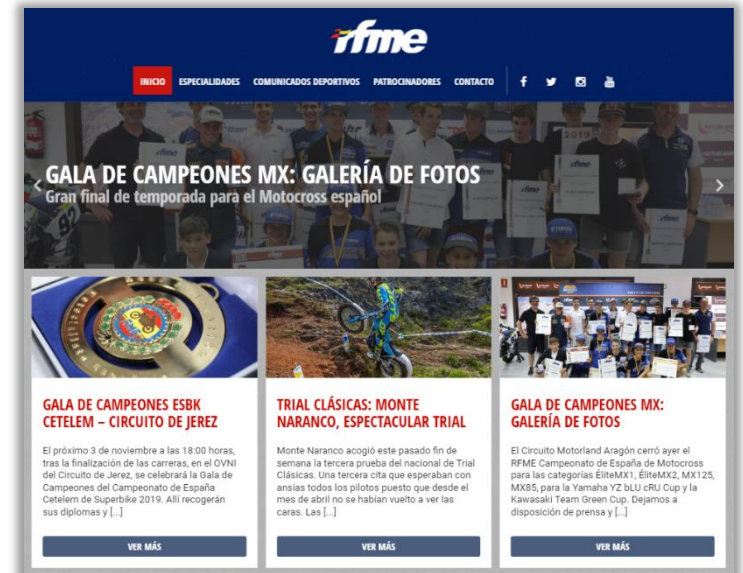 rfme
INICIO ESPECIALIDADES COMUNICADOS DEPORTIVOS PATROCINADORES CONTACTO
GALA DE CAMPEONES MX: GALERÍA DE FOTOS
Gran final de temporada para el Motocross español
GALA DE CAMPEONES ESBK
CETELEM – CIRCUITO DE JEREZ
El próximo 3 de noviembre a las 18:00 horas,
tras la finalización de las carreras, en el OVNI
del Circuito de Jerez, se celebrará la Gala de
Campeones del Campeonato de España
Cetelem de Superbike 2019. Allí recogerán
sus diplomas y [...]
VER MÁS
TRIAL CLÁSICAS: MONTE
NARANCO, ESPECTACULAR TRIAL
Monte Naranco acogió este pasado fin de
semana la tercera prueba del nacional de Trial
Clásicas. Una tercera cita que esperaban con
ansias todos los pilotos puesto que desde el
mes de abril no se habían vuelto a ver las
caras. Las [...]
VER MÁS
GALA DE CAMPEONES MX:
GALERÍA DE FOTOS
El Circuito Motorland Aragón cerró ayer el
RFME Campeonato de España de Motocross
para las categorías ÉliteMX1, ÉliteMX2, MX125,
MX85, para la Yamaha YZ bLU cRU Cup y la
Kawasaki Team Green Cup. Dejamos a
disposición de prensa y [...]
VER MÁS